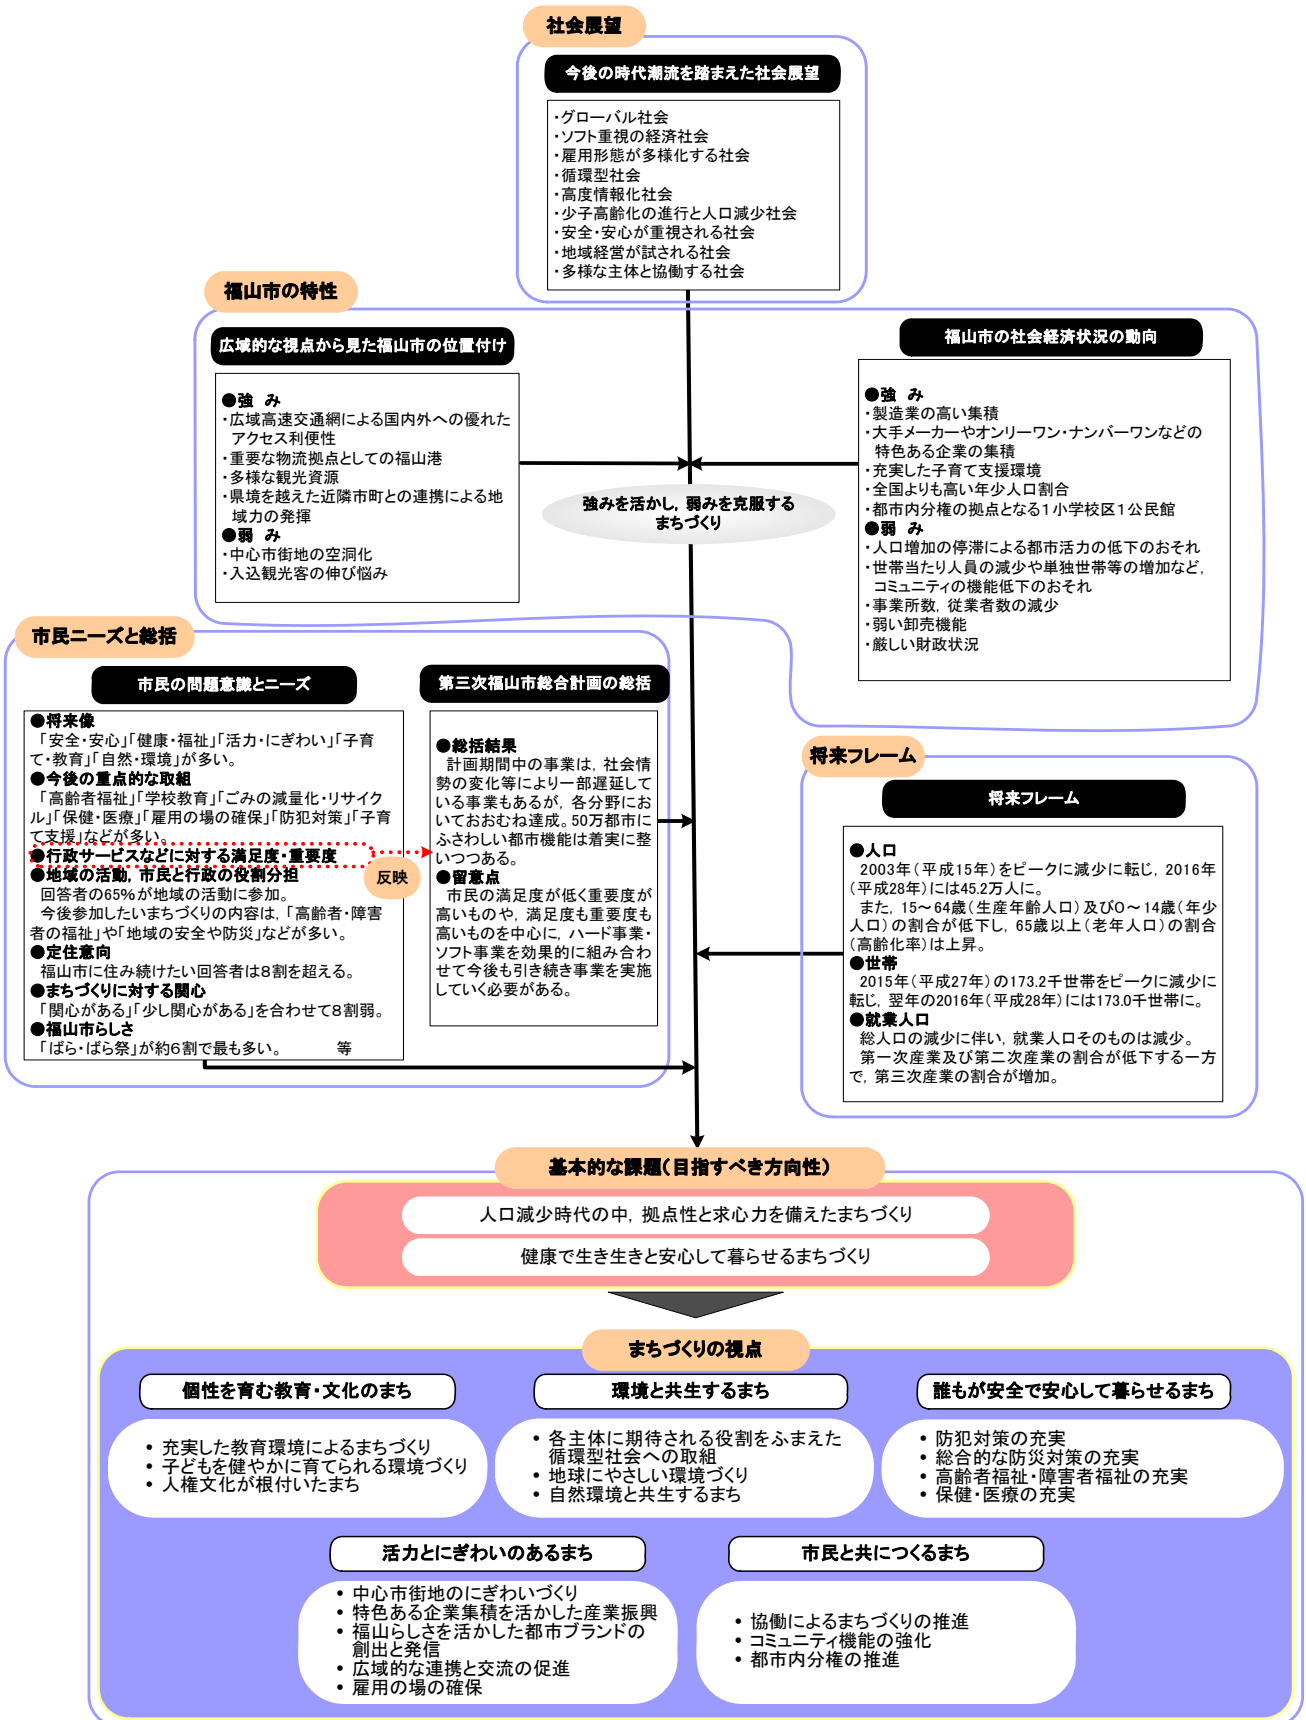 社会展望
今後の時代潮流を踏まえた社会展望
・グローバル社会
・ソフト重視の経済社会
・雇用形態が多様化する社会
・循環型社会
・高度情報化社会
・少子高齢化の進行と人口減少社会
・安全・安心が重視される社会
・地域経営が試される社会
・多様な主体と協働する社会
福山市の特性
広域的な視点から見た福山市の位置付け
●強　み
・広域高速交通網による国内外への優れた
アクセス利便性
・重要な物流拠点としての福山港
・多様な観光資源
・県境を越えた近隣市町との連携による地
域力の発揮
●弱　み
・中心市街地の空洞化
・入込観光客の伸び悩み
福山市の社会経済状況の動向
●強　み
・製造業の高い集積
・大手メーカーやオンリーワン・ナンバーワンなどの
特色ある企業の集積
・充実した子育て支援環境
・全国よりも高い年少人口割合
・都市内分権の拠点となる1小学校区1公民館
●弱　み
・人口増加の停滞による都市活力の低下のおそれ
・世帯当たり人員の減少や単独世帯等の増加など，
コミュニティの機能低下のおそれ
・事業所数，従業者数の減少
・弱い卸売機能
・厳しい財政状況
強みを活かし，弱みを克服する
まちづくり
市民ニーズと総括
市民の問題意識とニーズ
●将来像
「安全・安心」「健康・福祉」「活力・にぎわい」「子育
て・教育」「自然・環境」が多い。
●今後の重点的な取組
「高齢者福祉」「学校教育」「ごみの減量化・リサイク
ル」「保健・医療」「雇用の場の確保」「防犯対策」「子育
て支援」などが多い。
●行政サービスなどに対する満足度・重要度
●地域の活動，市民と行政の役割分担
回答者の65％が地域の活動に参加。
今後参加したいまちづくりの内容は，「高齢者・障害
者の福祉」や「地域の安全や防災」などが多い。
●定住意向
福山市に住み続けたい回答者は8割を超える。
●まちづくりに対する関心
「関心がある」「少し関心がある」を合わせて8割弱。
●福山市らしさ
「ばら・ばら祭」が約6割で最も多い。　　　等
反映
第三次福山市総合計画の総括
●総括結果
計画期間中の事業は，社会情
勢の変化等により一部遅延して
いる事業もあるが，各分野にお
いておおむね達成。50万都市に
ふさわしい都市機能は着実に整
いつつある。
●留意点
市民の満足度が低く重要度が
高いものや，満足度も重要度も
高いものを中心に，ハード事業・
ソフト事業を効果的に組み合わ
せて今後も引き続き事業を実施
していく必要がある。
将来フレーム
将来フレーム
●人口
2003年（平成15年）をピークに減少に転じ，2016年
（平成28年）には45.2万人に。
また，15～64歳（生産年齢人口）及び0～14歳（年少
人口）の割合が低下し，65歳以上（老年人口）の割合
（高齢化率）は上昇。
●世帯
2015年（平成27年）の173.2千世帯をピークに減少に
転じ，翌年の2016年（平成28年）には173.0千世帯に。
●就業人口
総人口の減少に伴い，就業人口そのものは減少。
第一次産業及び第二次産業の割合が低下する一方
で，第三次産業の割合が増加。
基本的な課題（目指すべき方向性）
人口減少時代の中，拠点性と求心力を備えたまちづくり
健康で生き生きと安心して暮らせるまちづくり
まちづくりの視点
個性を育む教育・文化のまち
• 充実した教育環境によるまちづくり
• 子どもを健やかに育てられる環境づくり
• 人権文化が根付いたまち
環境と共生するまち
• 各主体に期待される役割をふまえた
循環型社会への取組
• 地球にやさしい環境づくり
• 自然環境と共生するまち
誰もが安全で安心して暮らせるまち
• 防犯対策の充実
• 総合的な防災対策の充実
• 高齢者福祉・障害者福祉の充実
• 保健・医療の充実
活力とにぎわいのあるまち
• 中心市街地のにぎわいづくり
• 特色ある企業集積を活かした産業振興
• 福山らしさを活かした都市ブランドの
創出と発信
• 広域的な連携と交流の促進
• 雇用の場の確保
市民と共につくるまち
• 協働によるまちづくりの推進
• コミュニティ機能の強化
• 都市内分権の推進